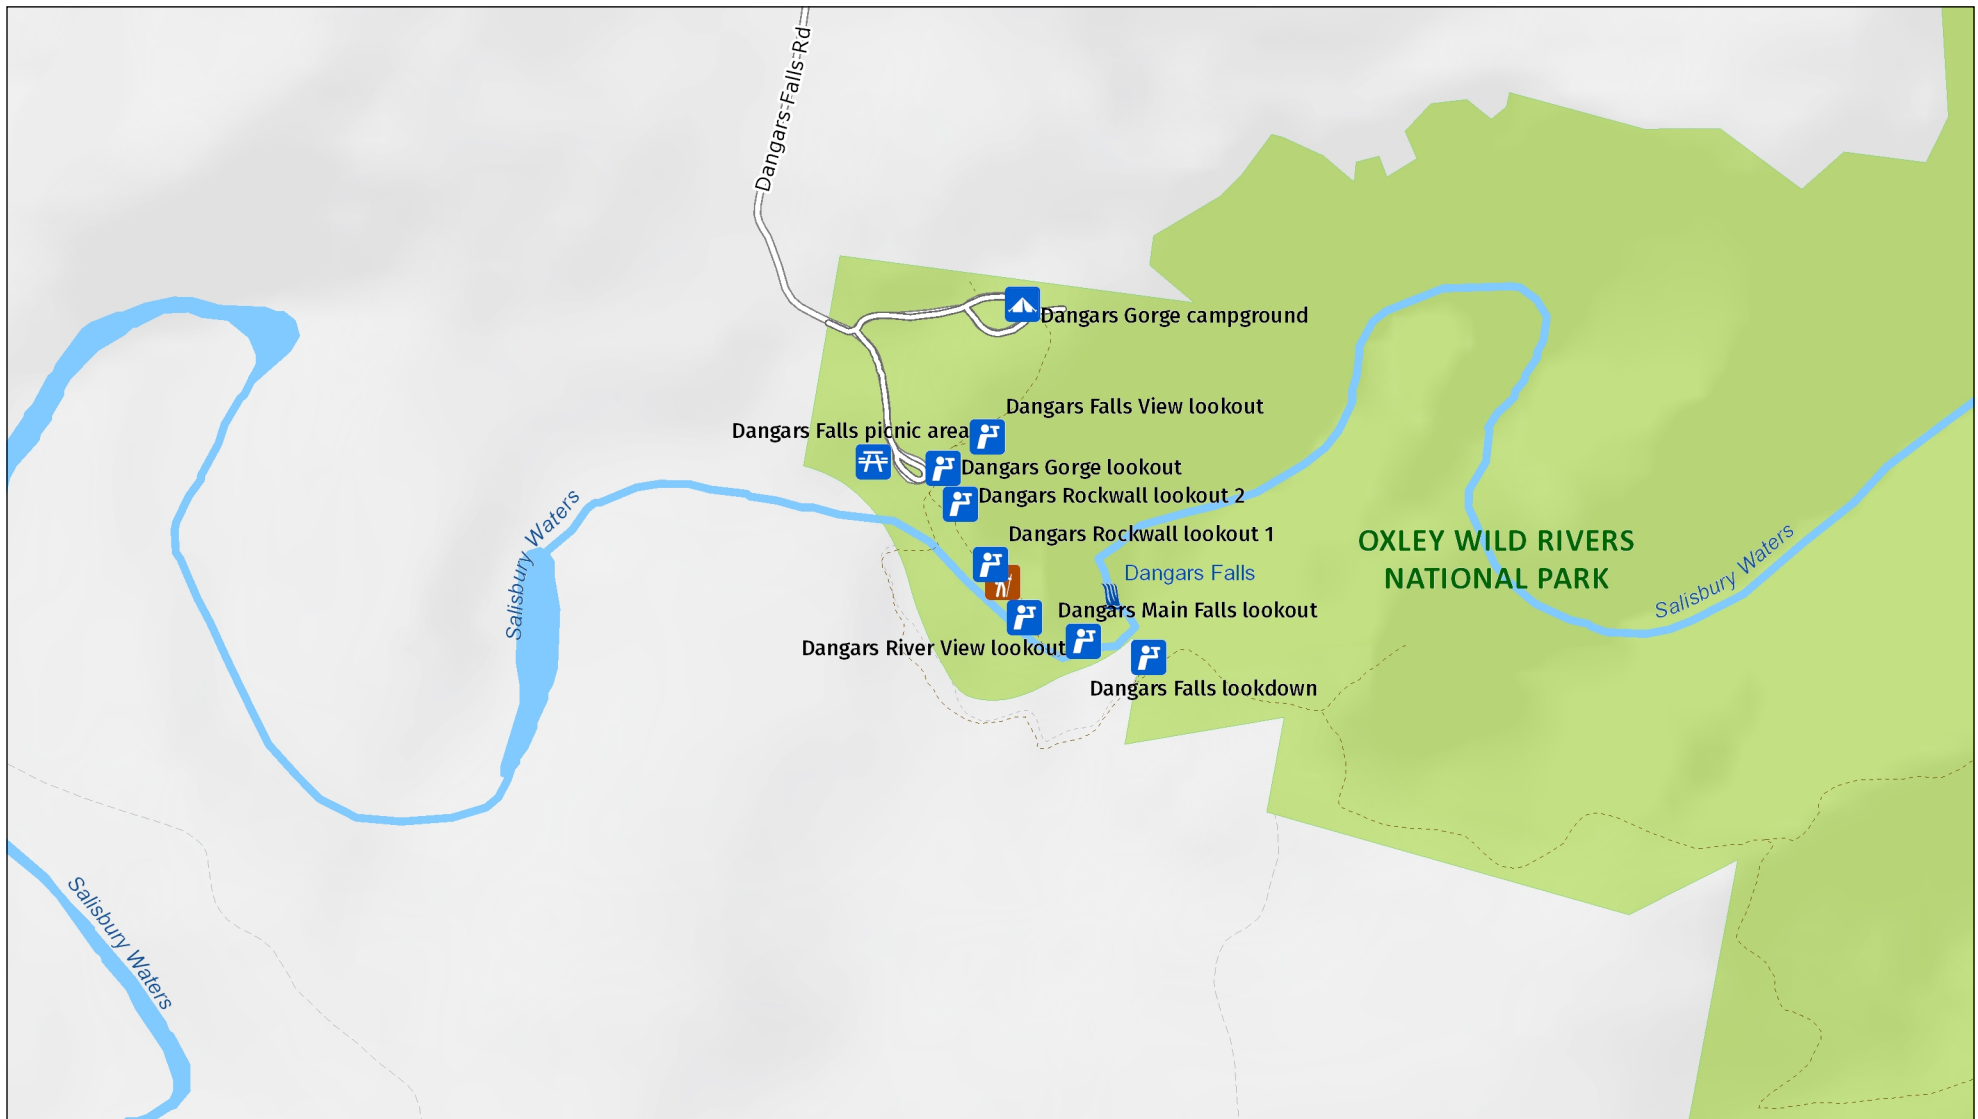 Dangars-Falls-Rd
Dangars Gorge campground
Dangars Falls View lookout
Dangars Falls picnic area
Dangars Gorge lookout
Dangars Rockwall lookout 2
Dangars Rockwall lookout 1
Salisbury Waters
Dangars Falls
OXLEY WILD RIVERS
NATIONAL PARK
Salisbury Waters
Dangars Main Falls lookout
Dangars River View lookout
Dangars Falls lookdown
Salisbury Waters